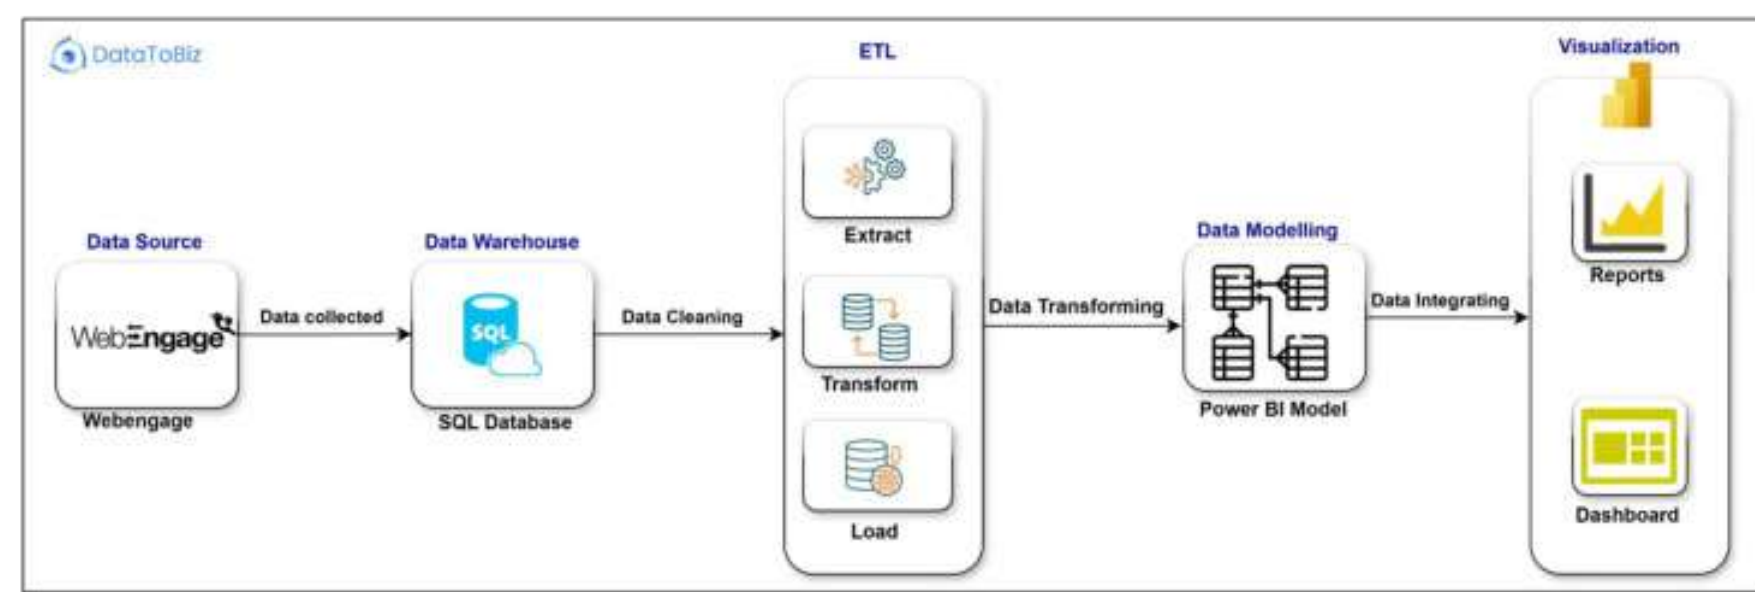 DataToBiz
ETL
Visualization
Data Source
Data Warehouse
Data Modelling
WebEngage
Webengage
Data collected
SQL
SQL Database
Data Cleaning
Extract
Transform
Load
Data Transforming
Power BI Model
Data Integrating
Reports
Dashboard